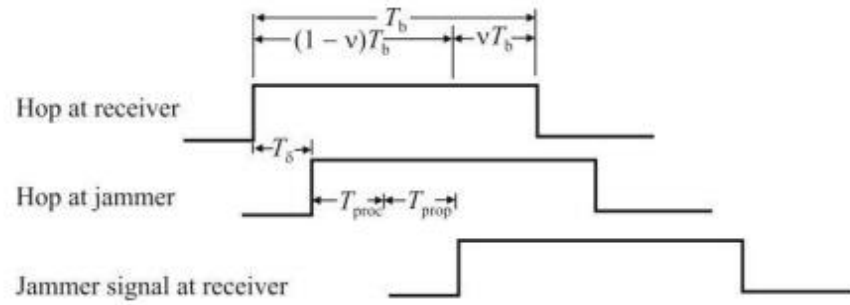 T_b
(1 − ν)T_b νT_b
Hop at receiver
T_δ
Hop at jammer
T_proc T_prop
Jammer signal at receiver